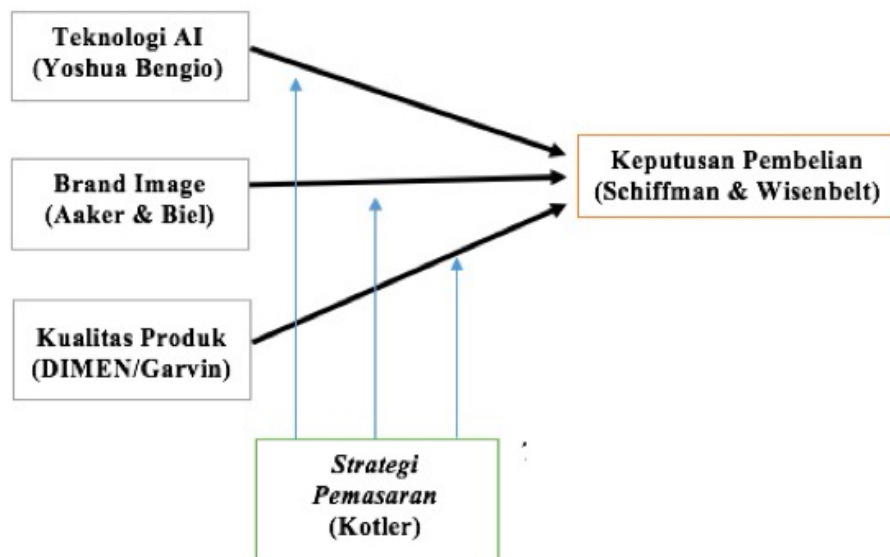 Teknologi AI
(Yoshua Bengio)
Brand Image
(Aaker & Biel)
Kualitas Produk
(DIMEN/Garvin)
Keputusan Pembelian
(Schiffman & Wisenbelt)
Strategi
Pemasaran
(Kotler)